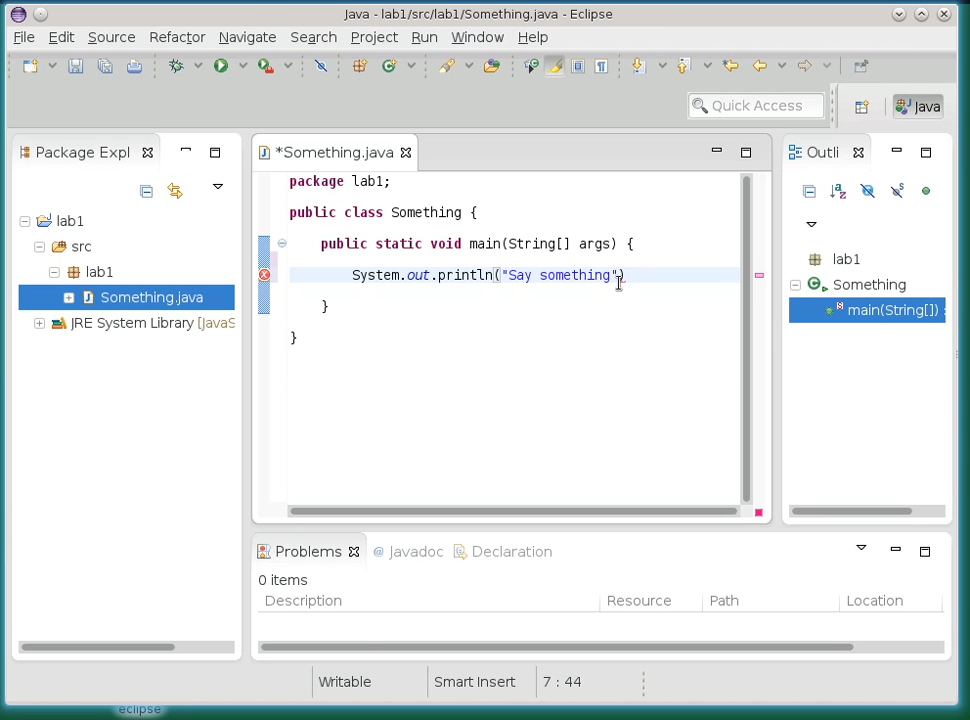 Java - lab1/src/lab1/Something.java - Eclipse
File Edit Source Refactor Navigate Search Project Run Window Help
Quick Access
Java
Package Expl
*Something.java
Outli
package lab1;
public class Something {
public static void main(String[] args) {
System.out.println("Say something")
}
}
lab1
src
lab1
Something.java
JRE System Library [JavaS
lab1
Something
main(String[]) :
Problems @ Javadoc Declaration
0 items
Description Resource Path Location
Writable Smart Insert 7 : 44
eclipse